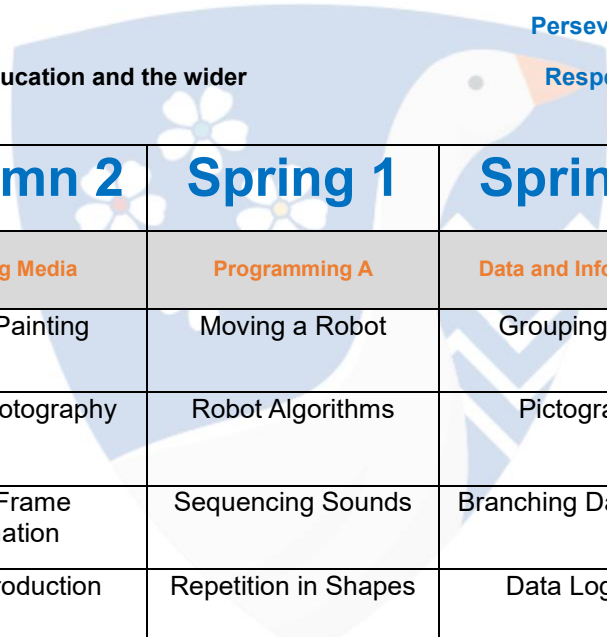 Persev
ucation and the wider
Respe
mn 2 Spring 1 Sprin
g Media Programming A Data and Info
Painting Moving a Robot Grouping
otography Robot Algorithms Pictogra
Frame Sequencing Sounds Branching Da
ation
roduction Repetition in Shapes Data Log